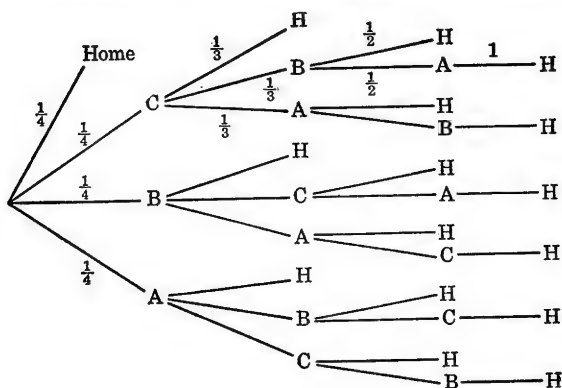 H
1/3 1/2 H
Home B A 1 H
1/4 C 1/3 1/2
1/4 1/3 A H
B H
H
1/4 H
B C A H
A H
C H
1/4 H
A H
B C H
C H
B H